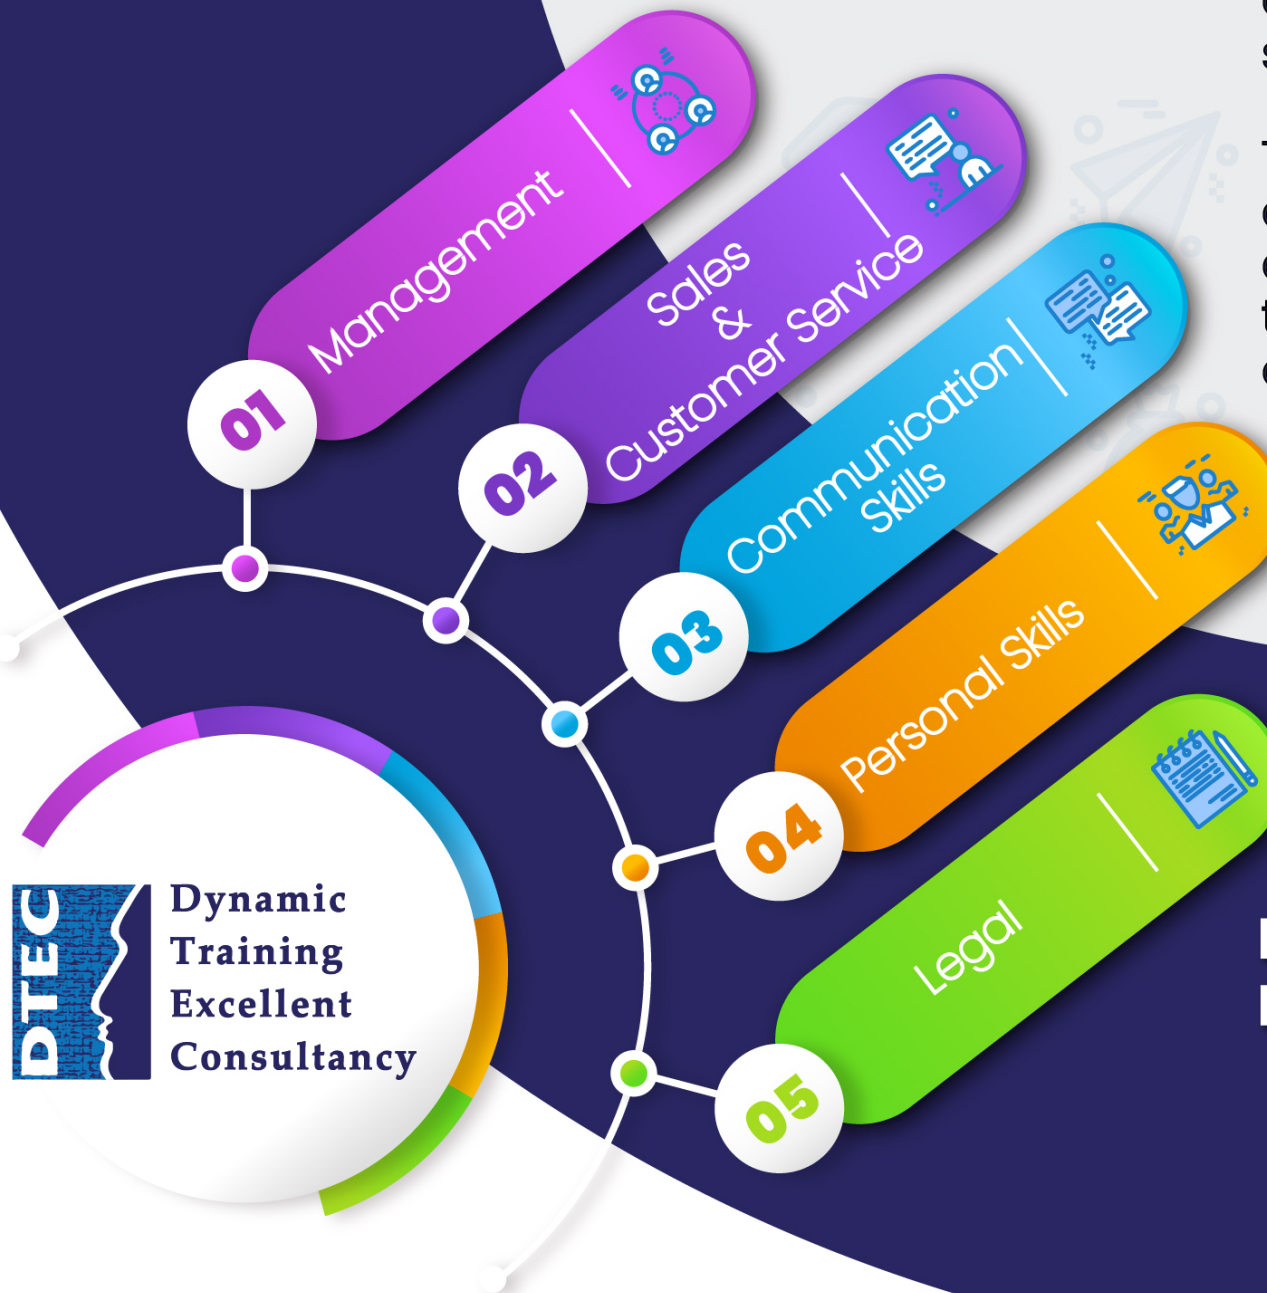 01
Management
02
Sales
&
Customer Service
03
Communication
Skills
04
Personal Skills
05
Legal
DTEC
Dynamic
Training
Excellent
Consultancy